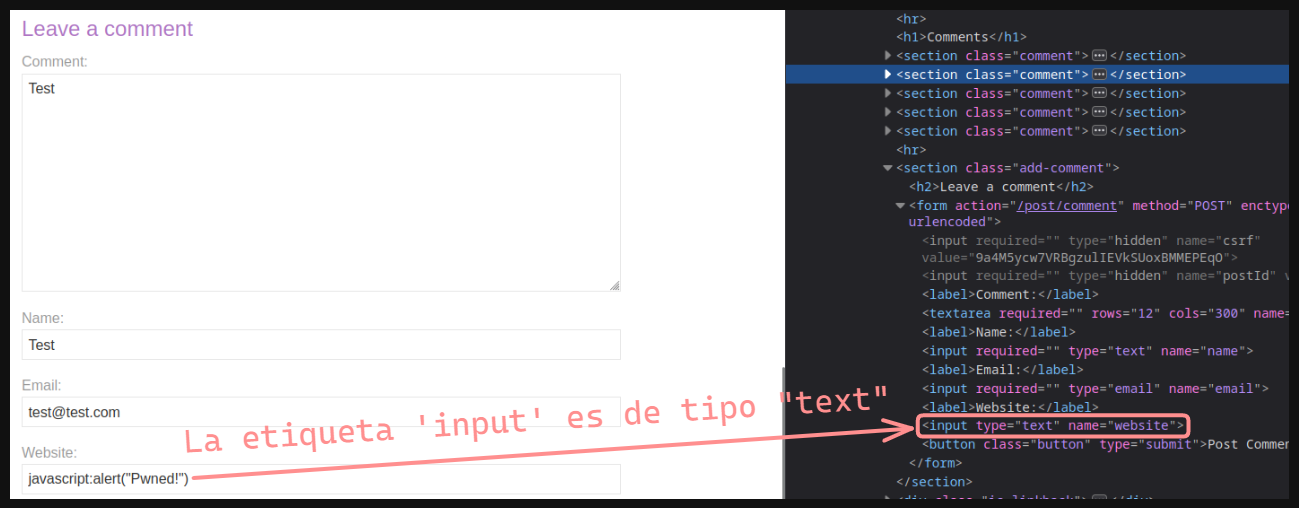 Leave a comment
Comment:
Test
Name:
Test
Email:
test@test.com
Website:
javascript:alert("Pwned!")
La etiqueta 'input' es de tipo "text"
<hr>
<h1>Comments</h1>
<section class="comment"> ••• </section>
<section class="comment"> ••• </section>
<section class="comment"> ••• </section>
<section class="comment"> ••• </section>
<section class="comment"> ••• </section>
<hr>
<section class="add-comment">
<h2>Leave a comment</h2>
<form action="/post/comment" method="POST" enctype
urlencoded">
<input required="" type="hidden" name="csrf"
<input required="" type="hidden" name="postId" v
<label>Comment:</label>
<textarea required="" rows="12" cols="300" name=
<label>Name:</label>
<input required="" type="text" name="name">
<label>Email:</label>
<input required="" type="email" name="email">
<label>Website:</label>
<input type="text" name="website">
<button class="button" type="submit">Post Commen
</form>
</section>